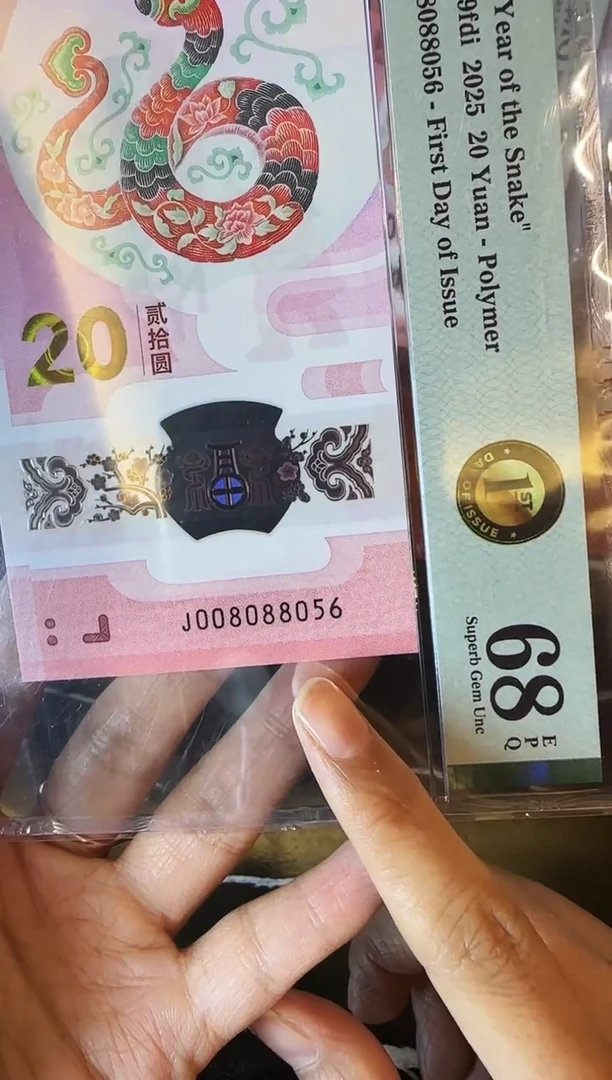 20
贰拾圆
J008088056
Year of the Snake"
9fdi 2025 20 Yuan - Polymer
8088056 - First Day of Issue
1ST
DAY OF ISSUE
68
EPQ
Superb Gem Unc